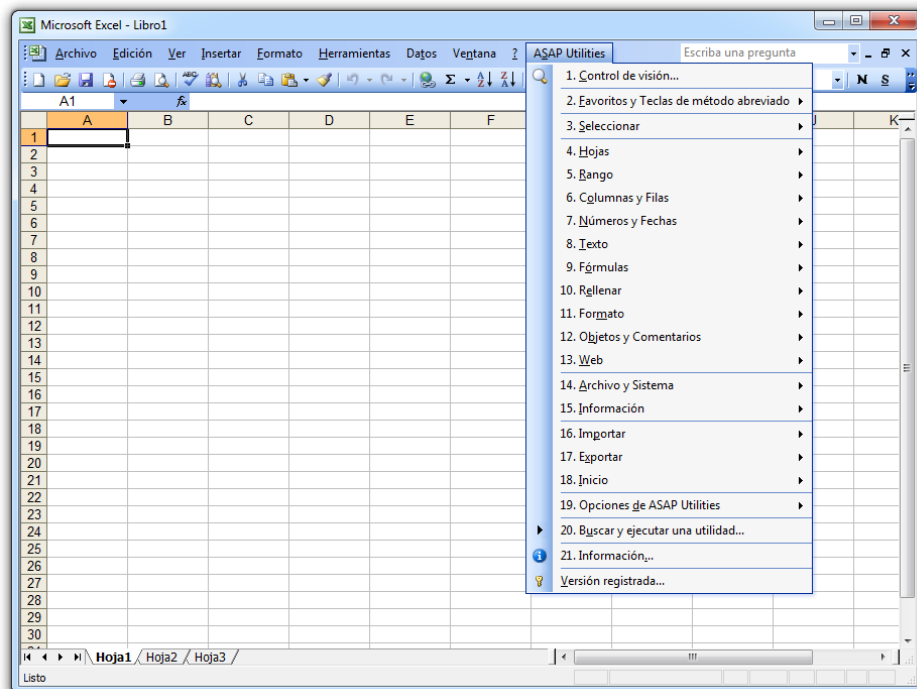 Microsoft Excel - Libro1
Archivo Edición Ver Insertar Formato Herramientas Datos Ventana ? ASAP Utilities Escriba una pregunta
Σ N S
A1 fx
A B C D E F J K
1
2
3
4
5
6
7
8
9
10
11
12
13
14
15
16
17
18
19
20
21
22
23
24
25
26
27
28
29
30
1. Control de visión...
2. Favoritos y Teclas de método abreviado
3. Seleccionar
4. Hojas
5. Rango
6. Columnas y Filas
7. Números y Fechas
8. Texto
9. Fórmulas
10. Rellenar
11. Formato
12. Objetos y Comentarios
13. Web
14. Archivo y Sistema
15. Información
16. Importar
17. Exportar
18. Inicio
19. Opciones de ASAP Utilities
20. Buscar y ejecutar una utilidad...
21. Información...
Versión registrada...
Hoja1 Hoja2 Hoja3
Listo